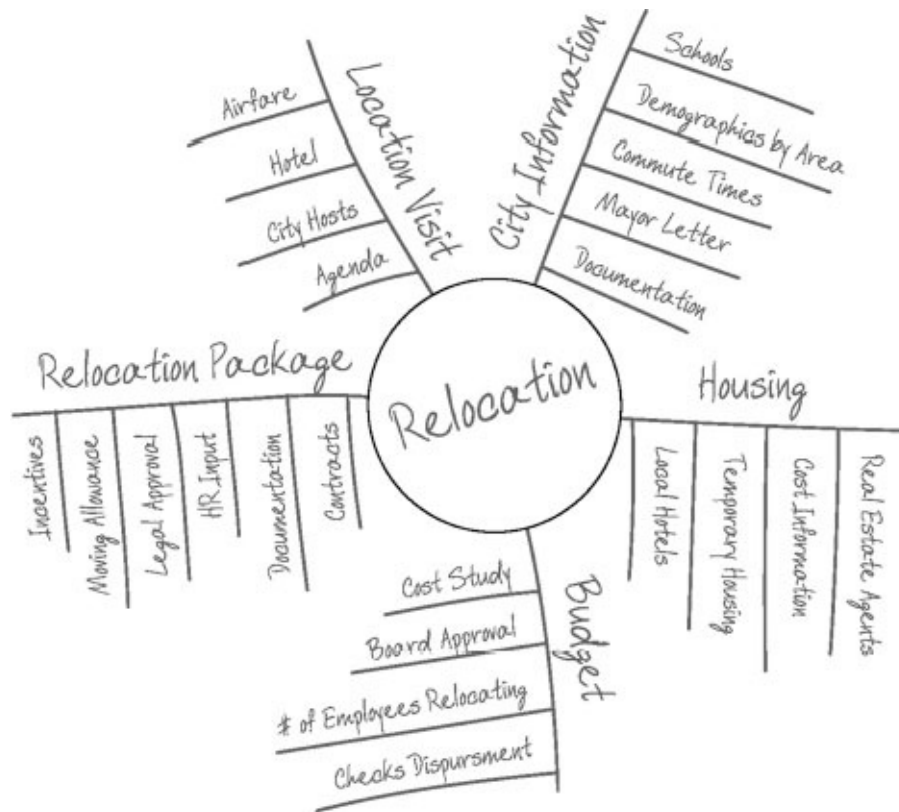 Location Visit
Airfare
Hotel
City Hosts
Agenda
City Information
Schools
Demographics by Area
Commute Times
Mayor Letter
Documentation
Relocation
Relocation Package
Incentives
Moving Allowance
Legal Approval
HR Input
Documentation
Contracts
Housing
Local Hotels
Temporary Housing
Cost Information
Real Estate Agents
Budget
Cost Study
Board Approval
# of Employees Relocating
Checks Dispursment